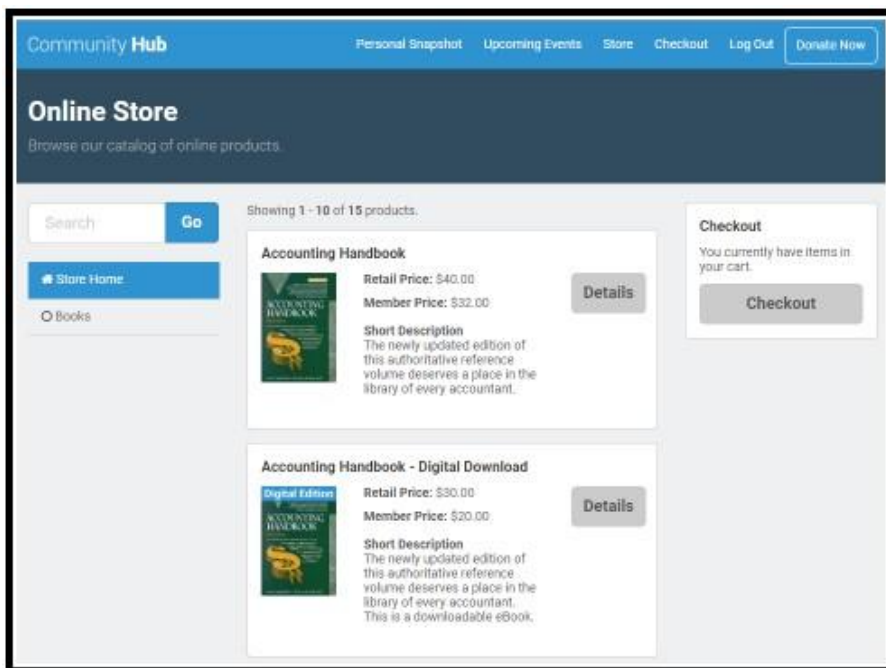 Community Hub
Personal Snapshot Upcoming Events Store Checkout Log Out Donate Now
Online Store
Browse our catalog of online products.
Search Go
Store Home
Books
Showing 1 - 10 of 15 products.
Accounting Handbook
ACCOUNTING
HANDBOOK
Retail Price: $40.00
Member Price: $32.00
Details
Short Description
The newly updated edition of
this authoritative reference
volume deserves a place in the
library of every accountant.
Accounting Handbook - Digital Download
Digital Edition
ACCOUNTING
HANDBOOK
Retail Price: $30.00
Member Price: $20.00
Details
Short Description
The newly updated edition of
this authoritative reference
volume deserves a place in the
library of every accountant.
This is a downloadable eBook.
Checkout
You currently have items in
your cart.
Checkout